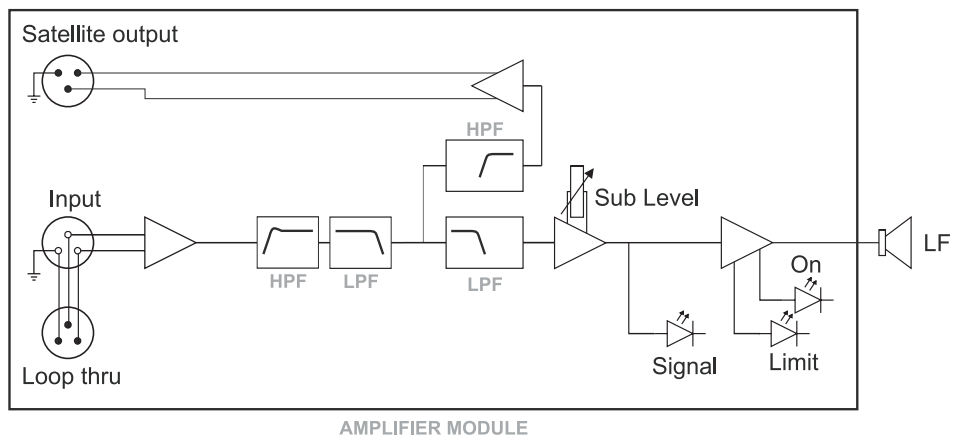 Satellite output
HPF
Input
Sub Level
LF
HPF
LPF
LPF
On
Signal
Limit
Loop thru
AMPLIFIER MODULE